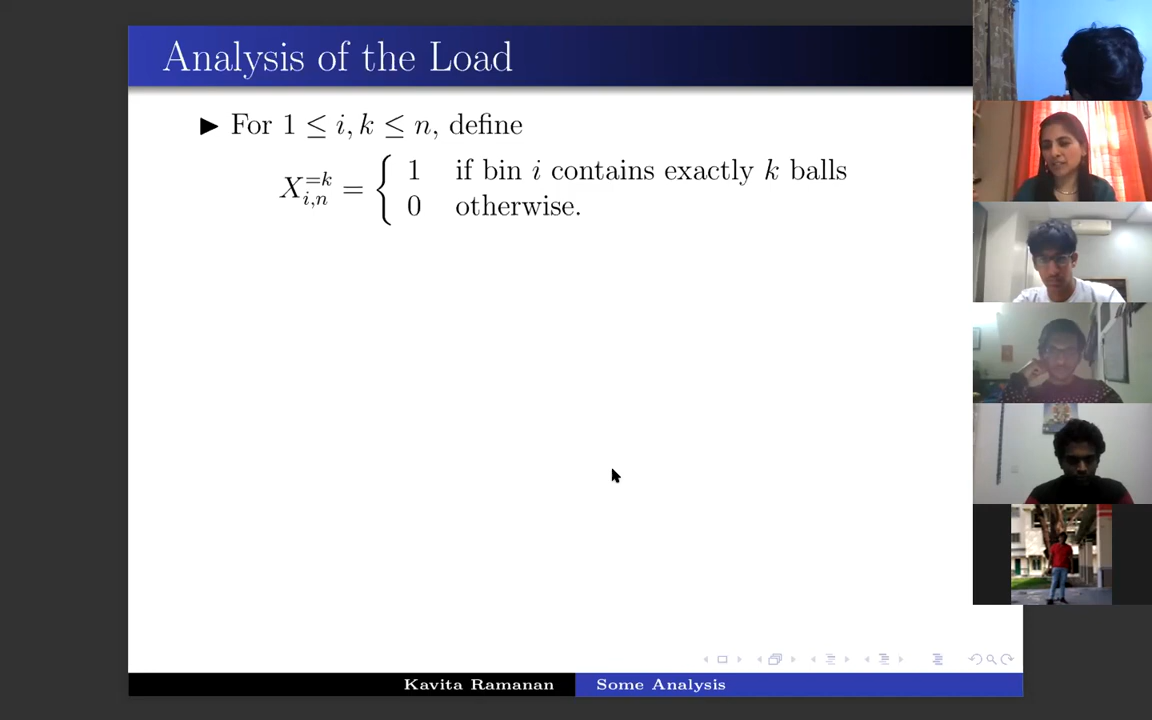 Analysis of the Load
▶ For 1 ≤ i, k ≤ n, define
X_{i,n}^{=k} = { 1 if bin i contains exactly k balls
0 otherwise.
Kavita Ramanan Some Analysis